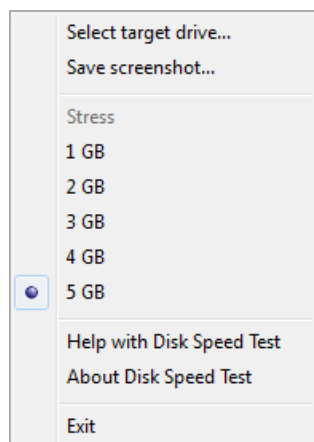 Select target drive...
Save screenshot...
Stress
1 GB
2 GB
3 GB
4 GB
5 GB
Help with Disk Speed Test
About Disk Speed Test
Exit